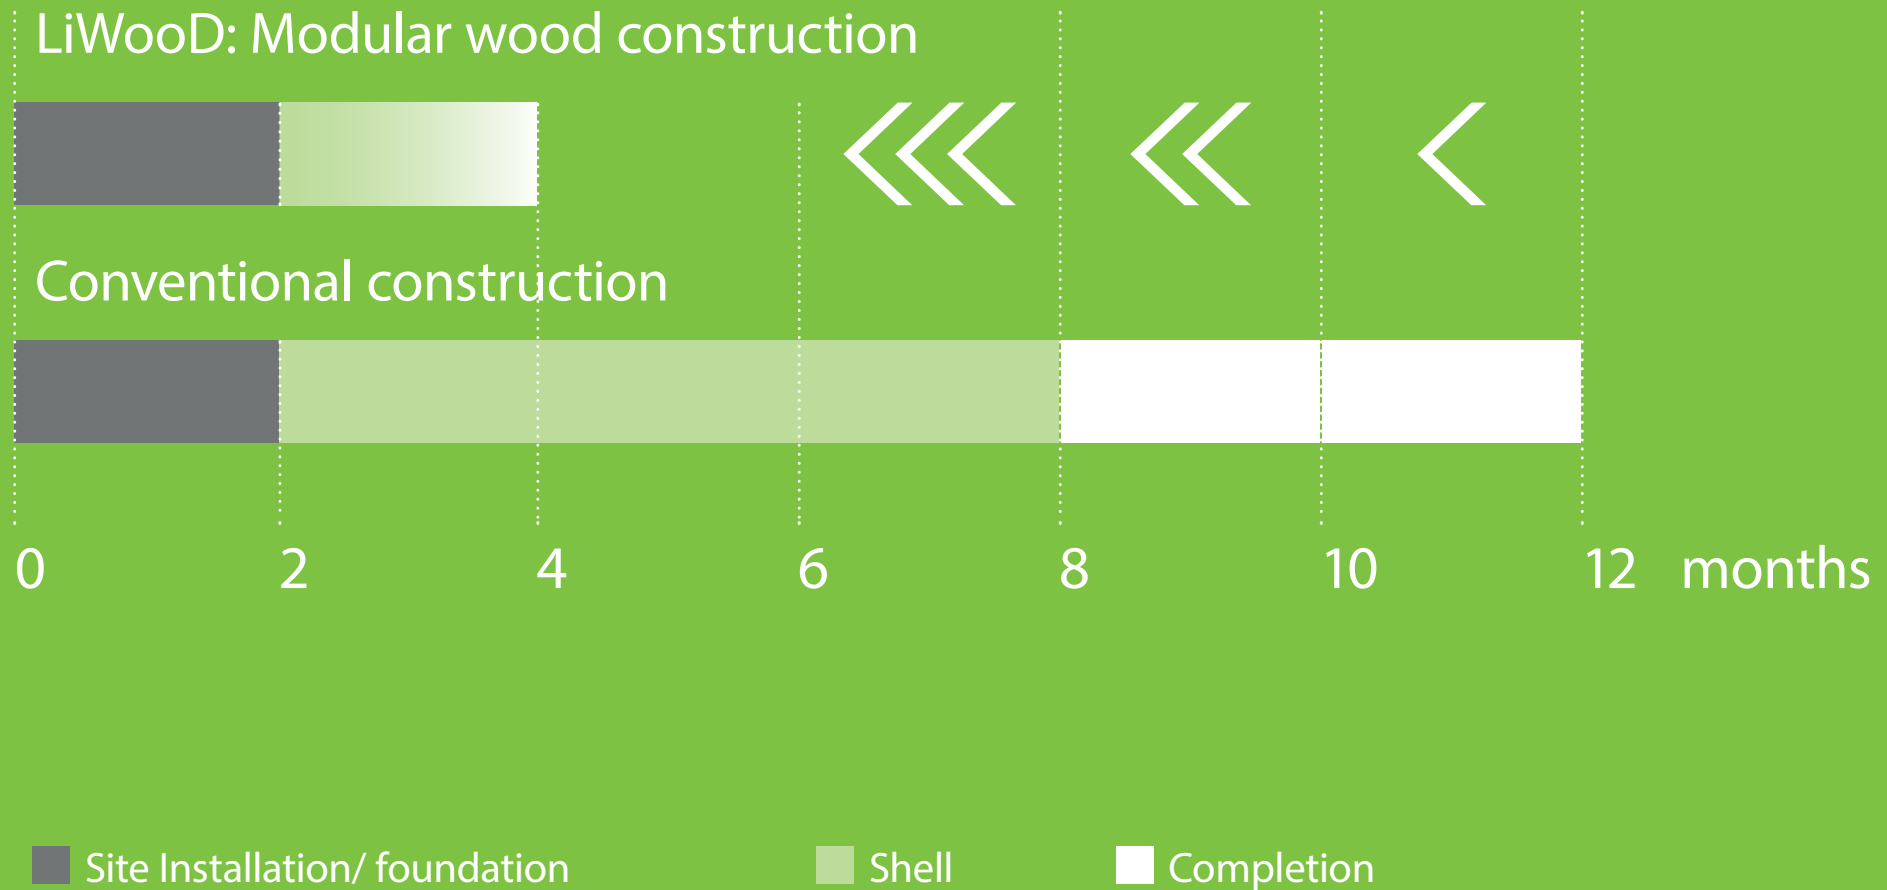 LiWooD: Modular wood construction
Conventional construction
0 2 4 6 8 10 12 months
Site Installation/ foundation Shell Completion